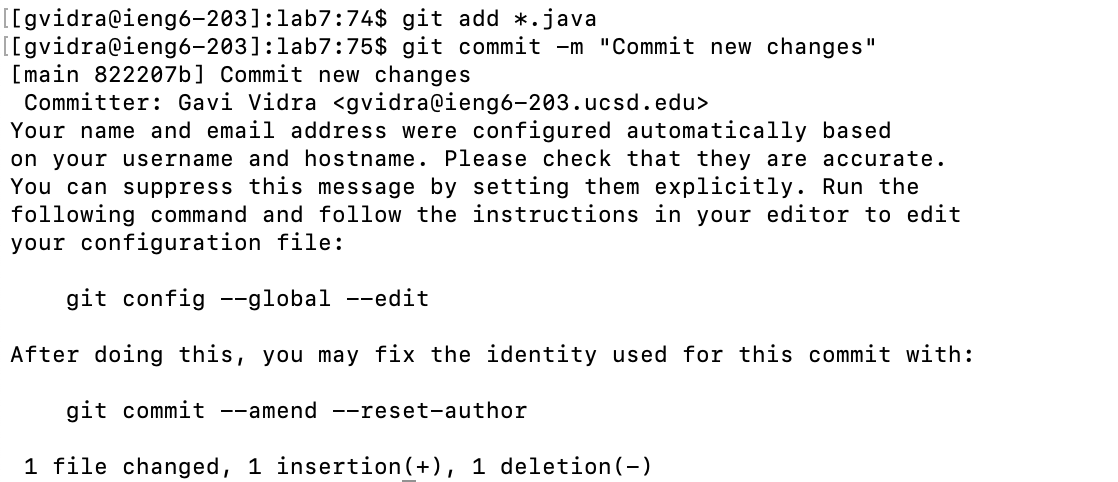 [[gvidra@ieng6-203]:lab7:74$ git add *.java
[[gvidra@ieng6-203]:lab7:75$ git commit -m "Commit new changes"
[main 822207b] Commit new changes
 Committer: Gavi Vidra <gvidra@ieng6-203.ucsd.edu>
Your name and email address were configured automatically based
on your username and hostname. Please check that they are accurate.
You can suppress this message by setting them explicitly. Run the
following command and follow the instructions in your editor to edit
your configuration file:

    git config --global --edit

After doing this, you may fix the identity used for this commit with:

    git commit --amend --reset-author

 1 file changed, 1 insertion(+), 1 deletion(-)